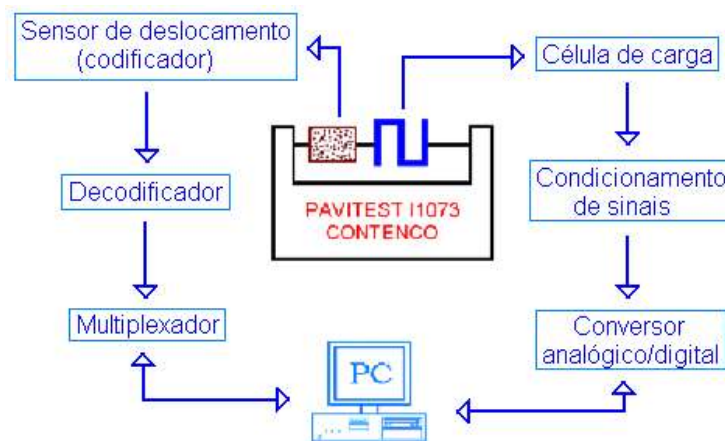 Sensor de deslocamento
(codificador)
Célula de carga
Decodificador
PAVITEST I1073
CONTENCO
Condicionamento
de sinais
Multiplexador
Conversor
analógico/digital
PC